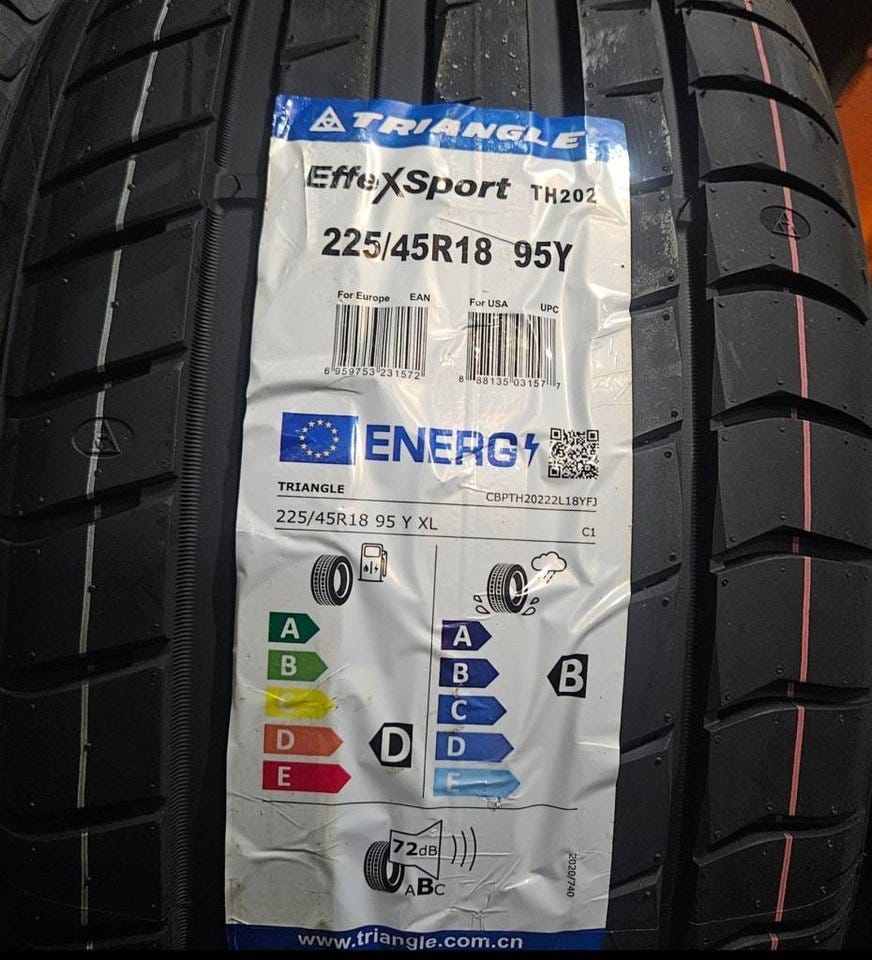 TRIANGLE
EffeXSport TH202
225/45R18 95Y
For Europe EAN For USA UPC
6 959753 231572 8 88135 03157 7
ENERG
TRIANGLE CBPTH20222L18YFJ
225/45R18 95 Y XL C1
A A
B B B
C C
D D D
E E
72dB
ABC
2020/740
www.triangle.com.cn